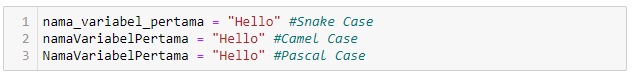 1 nama_variabel_pertama = "Hello" #Snake Case
2 namaVariabelPertama = "Hello" #Camel Case
3 NamaVariabelPertama = "Hello" #Pascal Case